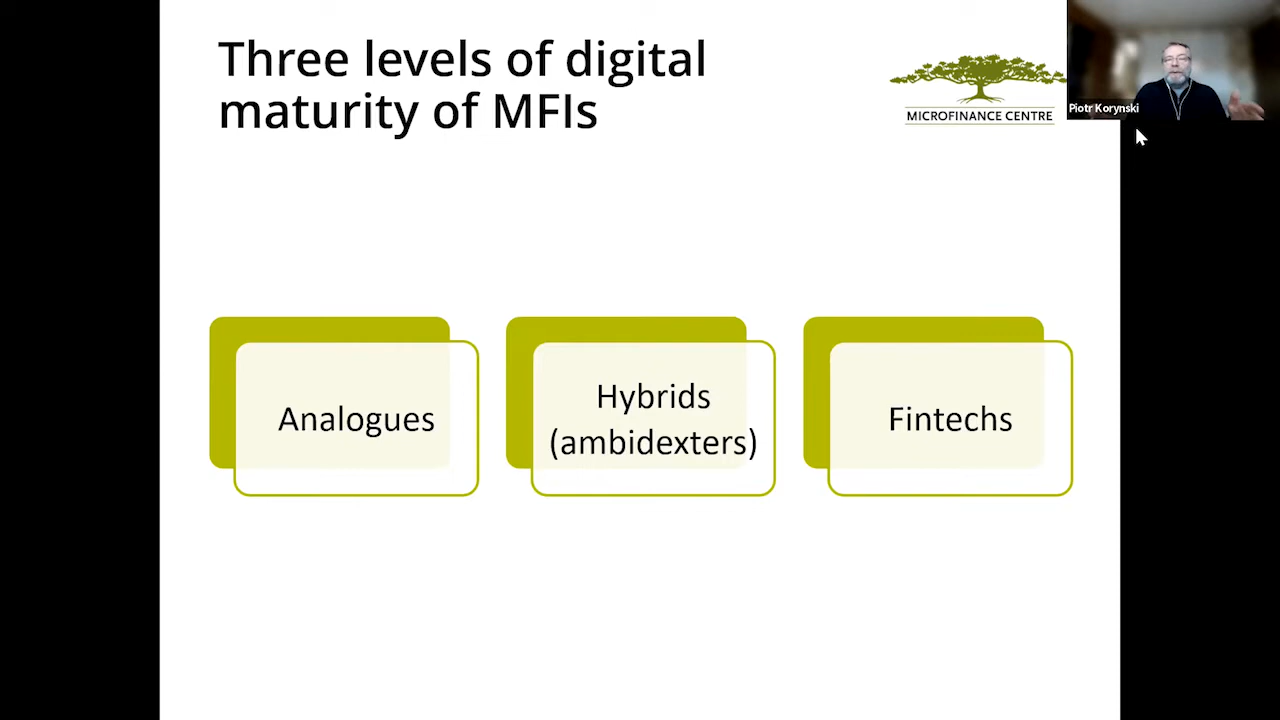 Three levels of digital
maturity of MFIs
MICROFINANCE CENTRE
Piotr Korynski
Analogues
Hybrids
(ambidexters)
Fintechs